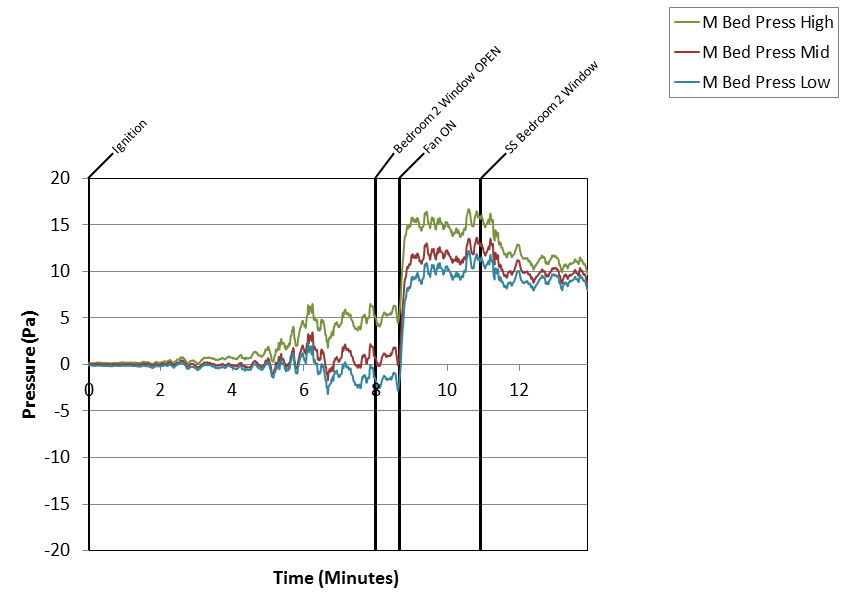 M Bed Press High
M Bed Press Mid
M Bed Press Low
Ignition
Bedroom 2 Window OPEN
Fan ON
SS Bedroom 2 Window
20
15
10
5
0
-5
-10
-15
-20
0 2 4 6 8 10 12
Pressure (Pa)
Time (Minutes)